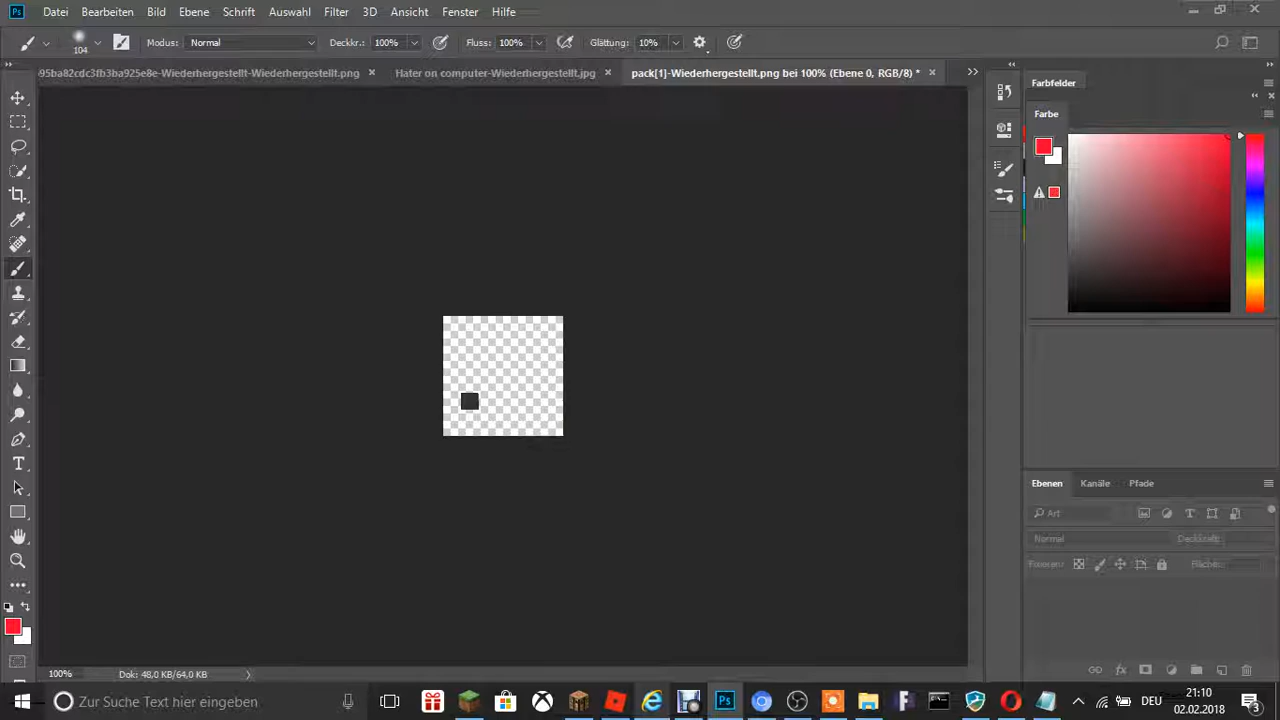 Ps Datei Bearbeiten Bild Ebene Schrift Auswahl Filter 3D Ansicht Fenster Hilfe
104 Modus: Normal Deckkr.: 100% Fluss: 100% Glättung: 10%
95ba82cdc3fb3ba925e8e-Wiederhergestellt-Wiederhergestellt.png × Hater on computer-Wiederhergestellt.jpg × pack[1]-Wiederhergestellt.png bei 100% (Ebene 0, RGB/8) * ×
Farbfelder
Farbe
Ebenen Kanäle Pfade
Art
Normal Deckkraft:
Fixieren: Fläche:
100% Dok: 48,0 KB/64,0 KB
Zur Suche Text hier eingeben
Ps
F
DEU
21:10
02.02.2018
3